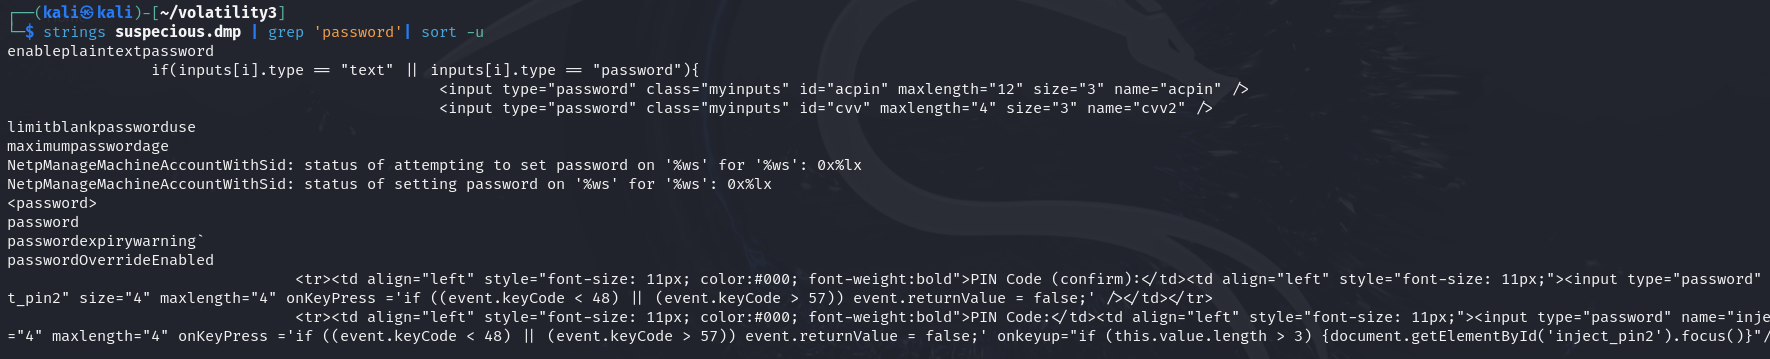 ┌──(kali㉿kali)-[~/volatility3]
└─$ strings suspecious.dmp | grep 'password'| sort -u
enableplaintextpassword
if(inputs[i].type == "text" || inputs[i].type == "password"){
<input type="password" class="myinputs" id="acpin" maxlength="12" size="3" name="acpin" />
<input type="password" class="myinputs" id="cvv" maxlength="4" size="3" name="cvv2" />
limitblankpassworduse
maximumpasswordage
NetpManageMachineAccountWithSid: status of attempting to set password on '%ws' for '%ws': 0x%lx
NetpManageMachineAccountWithSid: status of setting password on '%ws' for '%ws': 0x%lx
<password>
password
passwordexpirywarning`
passwordOverrideEnabled
<tr><td align="left" style="font-size: 11px; color:#000; font-weight:bold">PIN Code (confirm):</td><td align="left" style="font-size: 11px;"><input type="password"
t_pin2" size="4" maxlength="4" onKeyPress ='if ((event.keyCode < 48) || (event.keyCode > 57)) event.returnValue = false;' /></td></tr>
<tr><td align="left" style="font-size: 11px; color:#000; font-weight:bold">PIN Code:</td><td align="left" style="font-size: 11px;"><input type="password" name="inje
="4" maxlength="4" onKeyPress ='if ((event.keyCode < 48) || (event.keyCode > 57)) event.returnValue = false;' onkeyup="if (this.value.length > 3) {document.getElementById('inject_pin2').focus()}"/